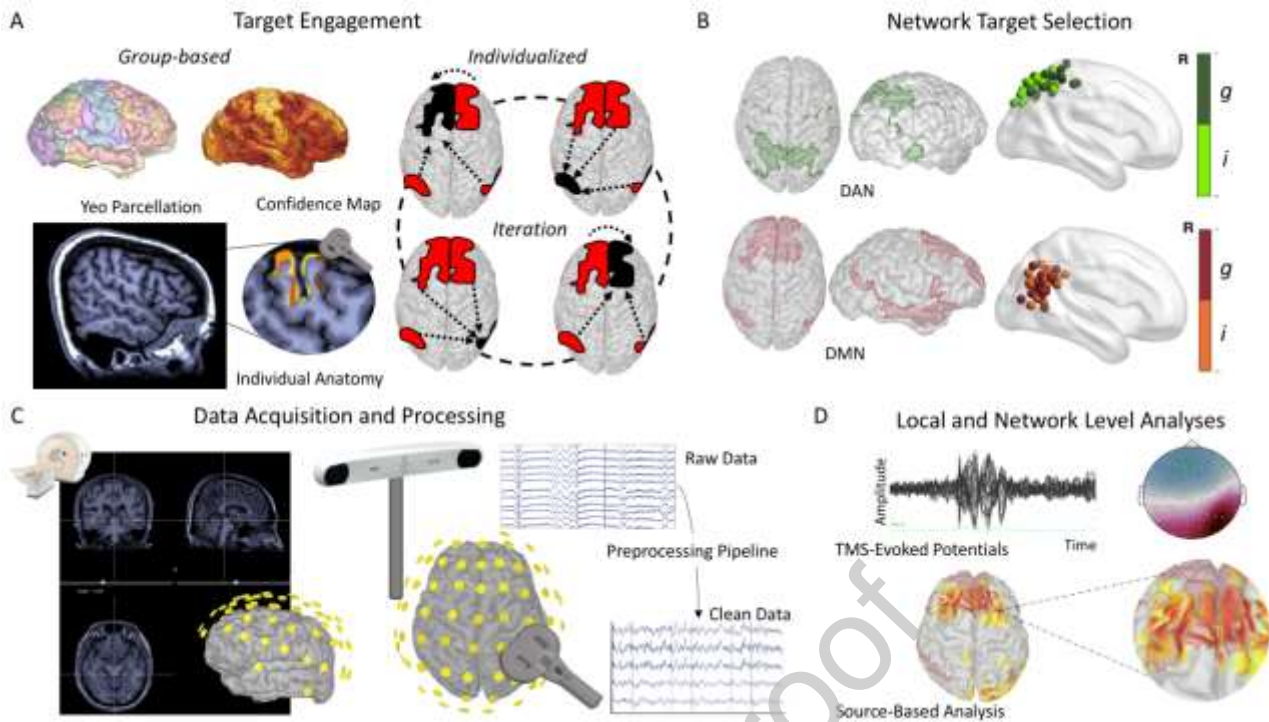 A
Target Engagement
Group-based
Individualized
Yeo Parcellation
Confidence Map
Iteration
Individual Anatomy
B
Network Target Selection
R
g
i
DAN
R
g
i
DMN
C
Data Acquisition and Processing
Raw Data
Preprocessing Pipeline
Clean Data
D
Local and Network Level Analyses
Amplitude
Time
TMS-Evoked Potentials
Source-Based Analysis
roof